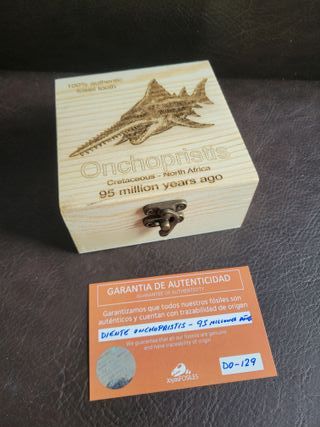 100% authentic
fossil tooth
Onchopristis
Cretaceous - North Africa
95 million years ago
GARANTIA DE AUTENTICIDAD
GUARANTEE OF AUTHENTICITY
Garantizamos que todos nuestros fósiles son
auténticos y cuentan con trazabilidad de origen
DIENTE ONCHOPRISTIS - 95 MILLONES AÑOS
We guarantee that all our fossils are genuine
and have traceability of origin
FOSILES
DO-129